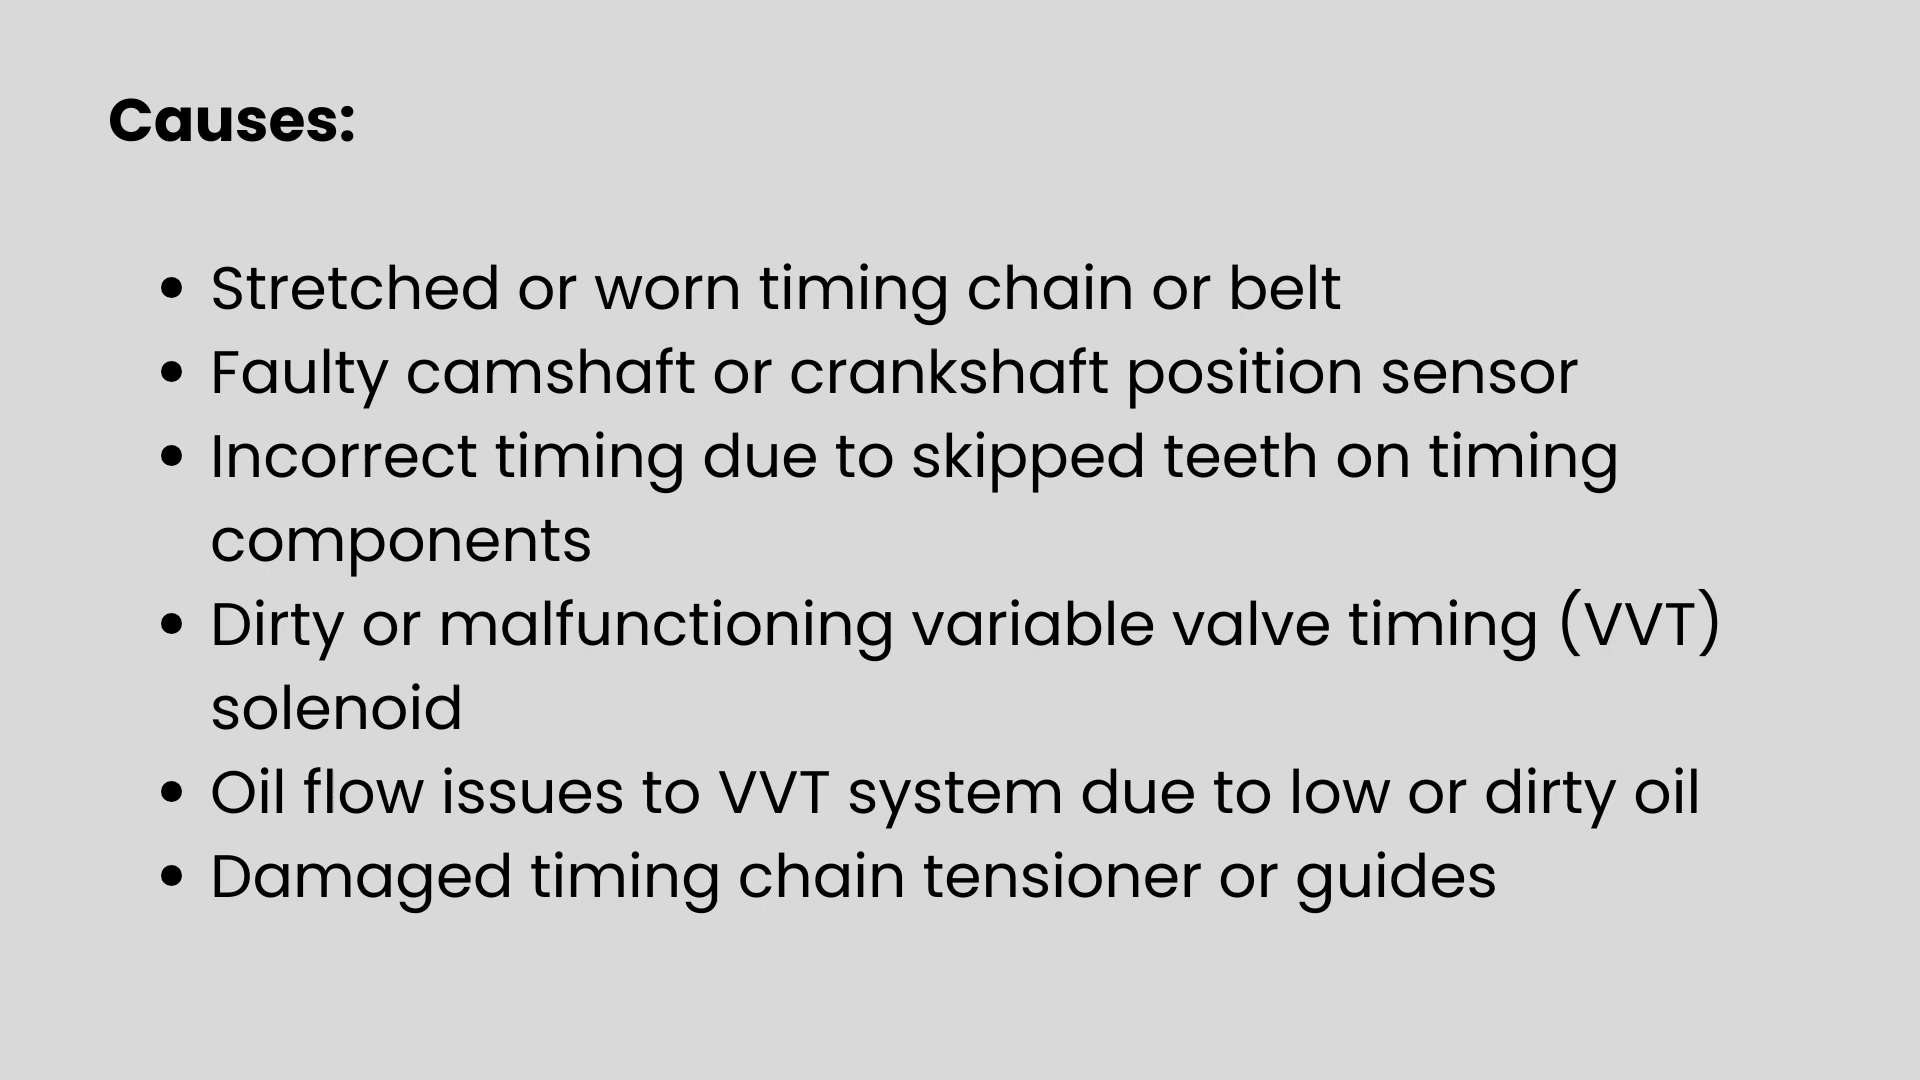 Causes:
• Stretched or worn timing chain or belt
• Faulty camshaft or crankshaft position sensor
• Incorrect timing due to skipped teeth on timing
components
• Dirty or malfunctioning variable valve timing (VVT)
solenoid
• Oil flow issues to VVT system due to low or dirty oil
• Damaged timing chain tensioner or guides